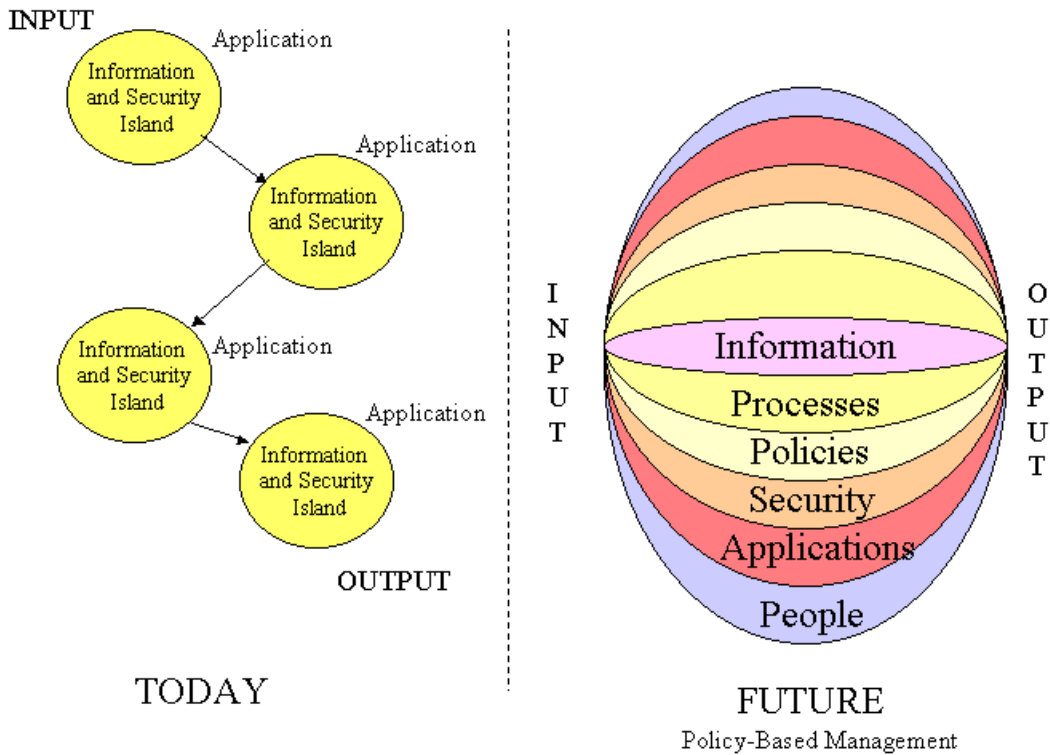 INPUT
Application
Information
and Security
Island
Application
Information
and Security
Island
Application
Information
and Security
Island
Application
Information
and Security
Island
OUTPUT
TODAY
I
N
P
U
T
Information
Processes
Policies
Security
Applications
People
O
U
T
P
U
T
FUTURE
Policy-Based Management